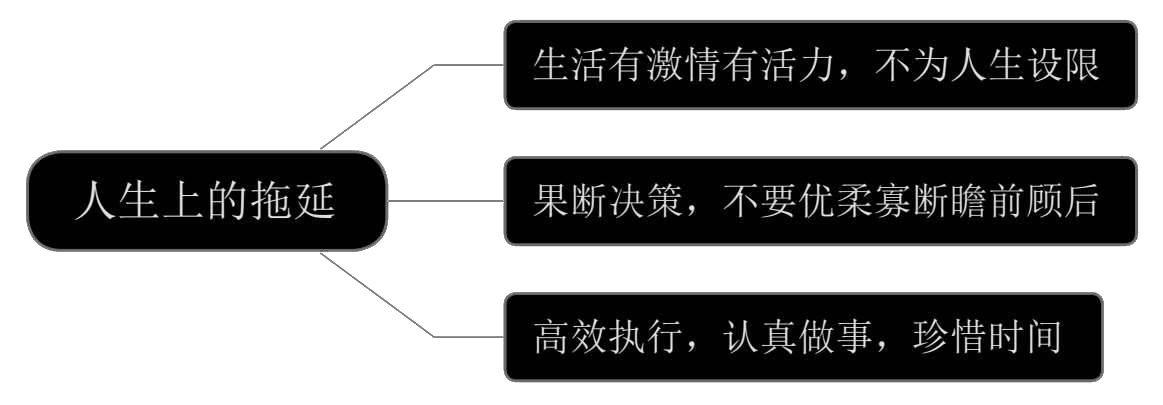 人生上的拖延
生活有激情有活力，不为人生设限
果断决策，不要优柔寡断瞻前顾后
高效执行，认真做事，珍惜时间